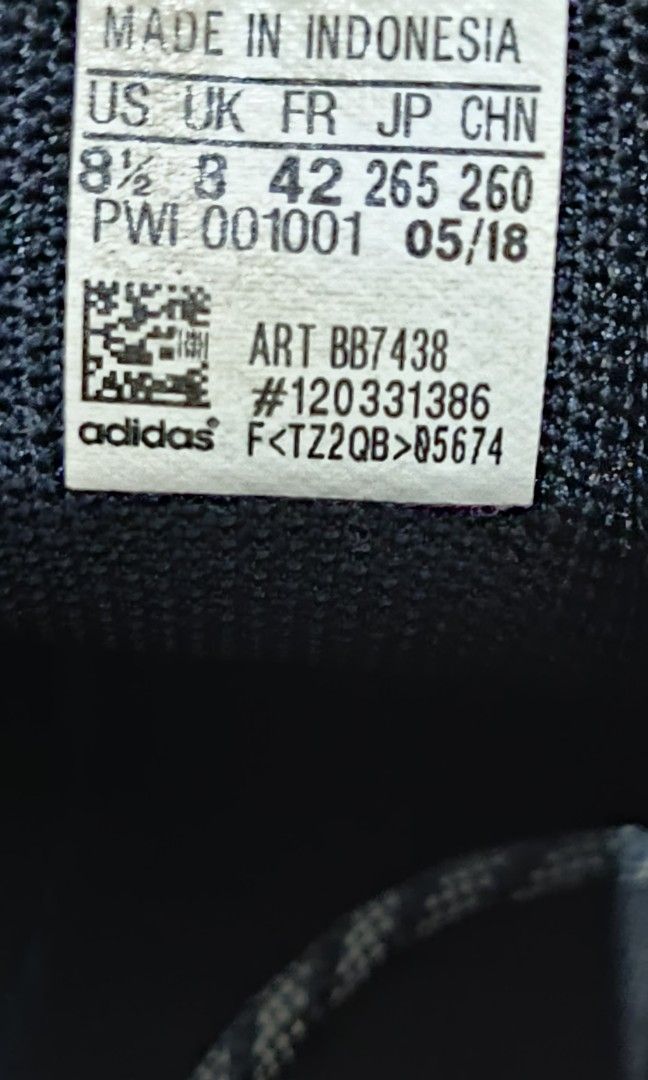 MADE IN INDONESIA
US UK FR JP CHN
8½ 8 42 265 260
PWI 001001 05/18
ART BB7438
#120331386
adidas® F<TZ2QB>05674